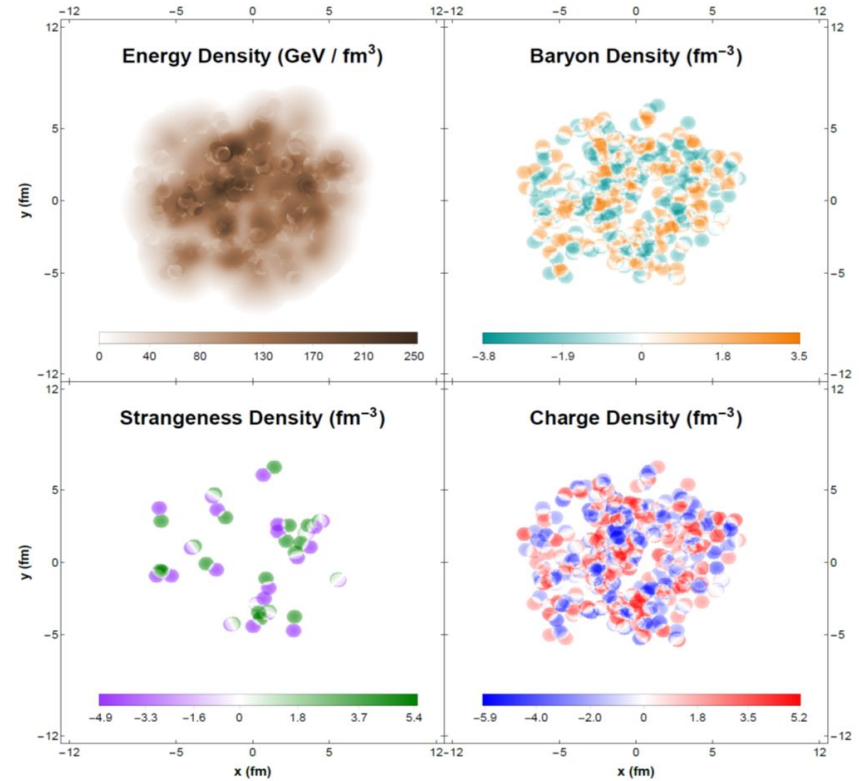 −12 −5 0 5 12 −12 −5 0 5 12
12 12
Energy Density (GeV / fm³) Baryon Density (fm⁻³)
5 5
y (fm) 0 0
−5 −5
0 40 80 130 170 210 250 −3.8 −1.9 0 1.8 3.5
−12 −12
12 12
Strangeness Density (fm⁻³) Charge Density (fm⁻³)
5 5
y (fm) 0 0
−5 −5
−4.9 −3.3 −1.6 0 1.8 3.7 5.4 −5.9 −4.0 −2.0 0 1.8 3.5 5.2
−12 −12
−12 −5 0 5 12 −12 −5 0 5 12
x (fm) x (fm)